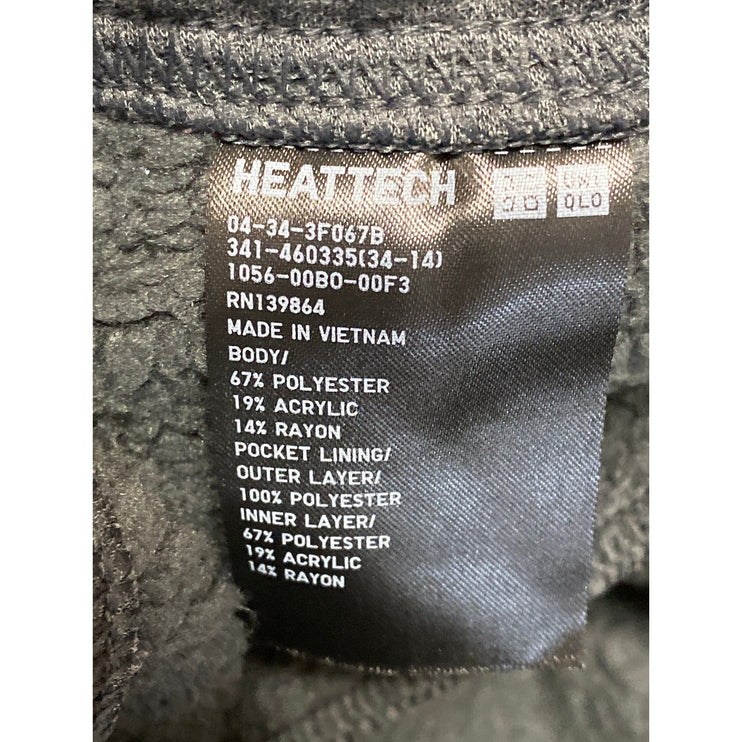 HEATTECH
UNI
QLO
04-34-3F067B
341-460335(34-14)
1056-00B0-00F3
RN139864
MADE IN VIETNAM
BODY/
67% POLYESTER
19% ACRYLIC
14% RAYON
POCKET LINING/
OUTER LAYER/
100% POLYESTER
INNER LAYER/
67% POLYESTER
19% ACRYLIC
14% RAYON